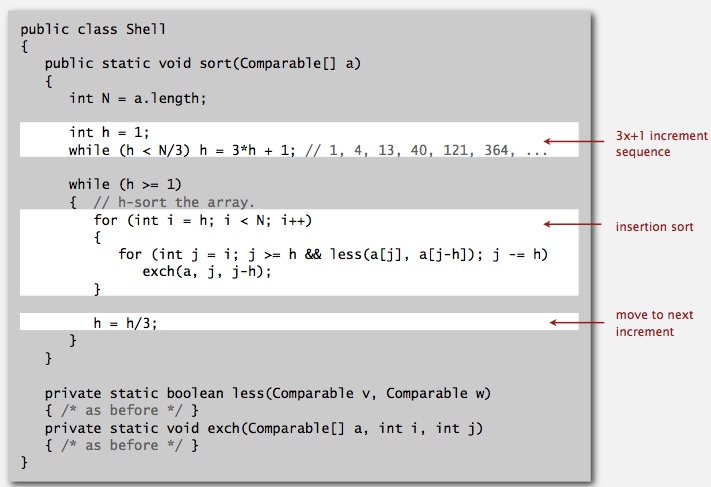 public class Shell
{
public static void sort(Comparable[] a)
{
int N = a.length;
int h = 1;
while (h < N/3) h = 3*h + 1; // 1, 4, 13, 40, 121, 364, ...
3x+1 increment
sequence
while (h >= 1)
{ // h-sort the array.
for (int i = h; i < N; i++)
insertion sort
{
for (int j = i; j >= h && less(a[j], a[j-h]); j -= h)
exch(a, j, j-h);
}
h = h/3;
move to next
increment
}
}
private static boolean less(Comparable v, Comparable w)
{ /* as before */ }
private static void exch(Comparable[] a, int i, int j)
{ /* as before */ }
}